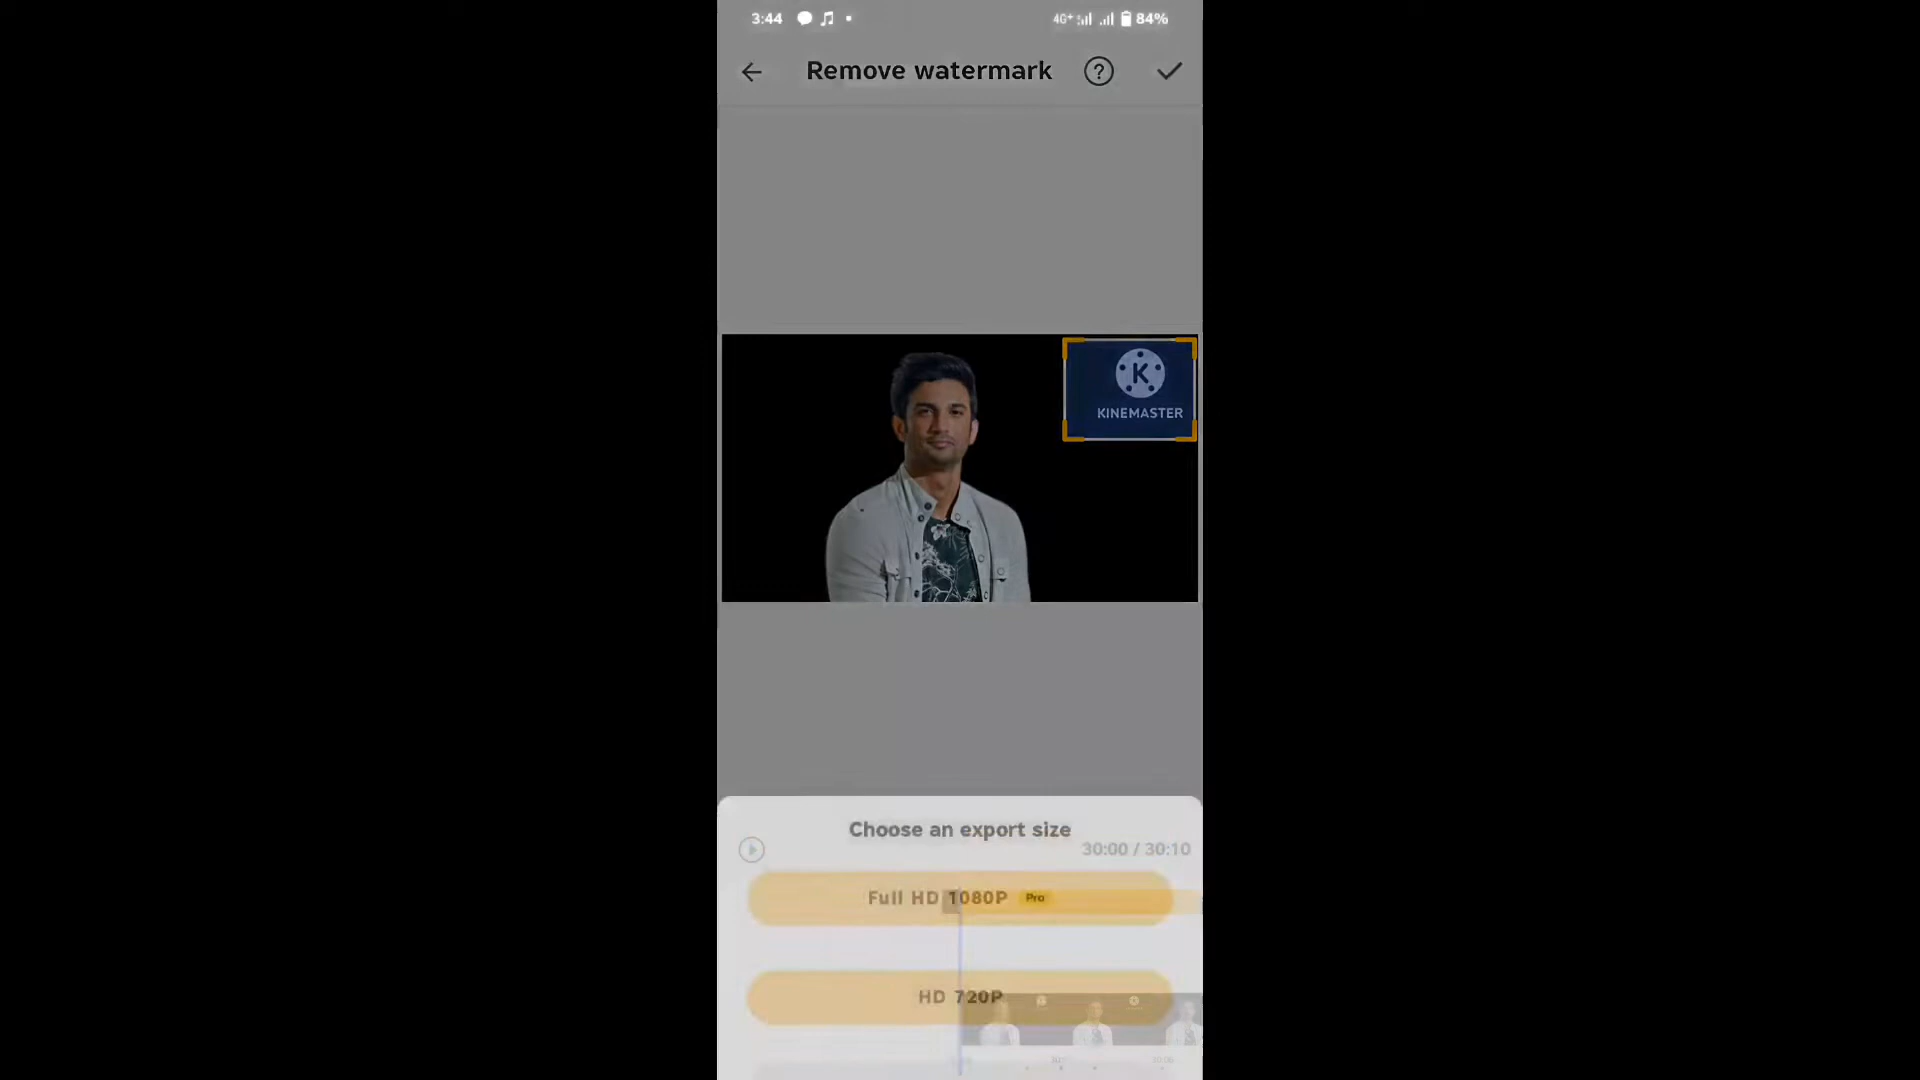 3:44 4G+ 84%
Remove watermark ?
K
KINEMASTER
Choose an export size
30:00 / 30:10
Full HD 1080P Pro
HD 720P